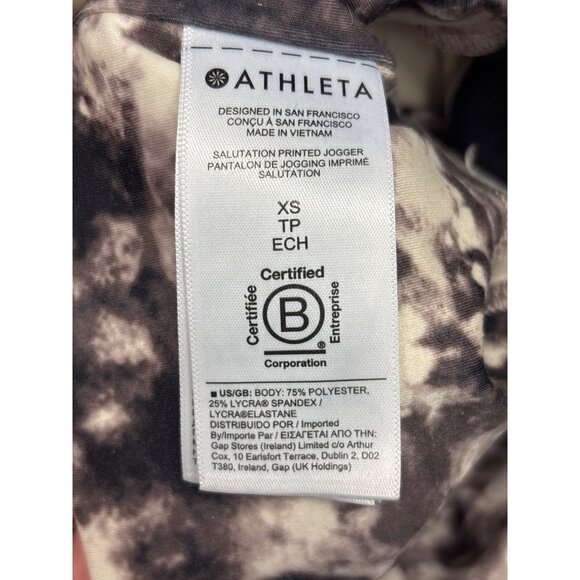 ATHLETA
DESIGNED IN SAN FRANCISCO
CONÇU À SAN FRANCISCO
MADE IN VIETNAM
SALUTATION PRINTED JOGGER
PANTALON DE JOGGING IMPRIMÉ
SALUTATION
XS
TP
ECH
Certified
Certifiée
B
Entreprise
®
Corporation
■ US/GB: BODY: 75% POLYESTER,
25% LYCRA® SPANDEX /
LYCRA®ELASTANE
DISTRIBUIDO POR / Imported
By/Importe Par / ΕΙΣΑΓΕΤΑΙ ΑΠΟ ΤΗΝ:
Gap Stores (Ireland) Limited c/o Arthur
Cox, 10 Earlsfort Terrace, Dublin 2, D02
T380, Ireland, Gap (UK Holdings)